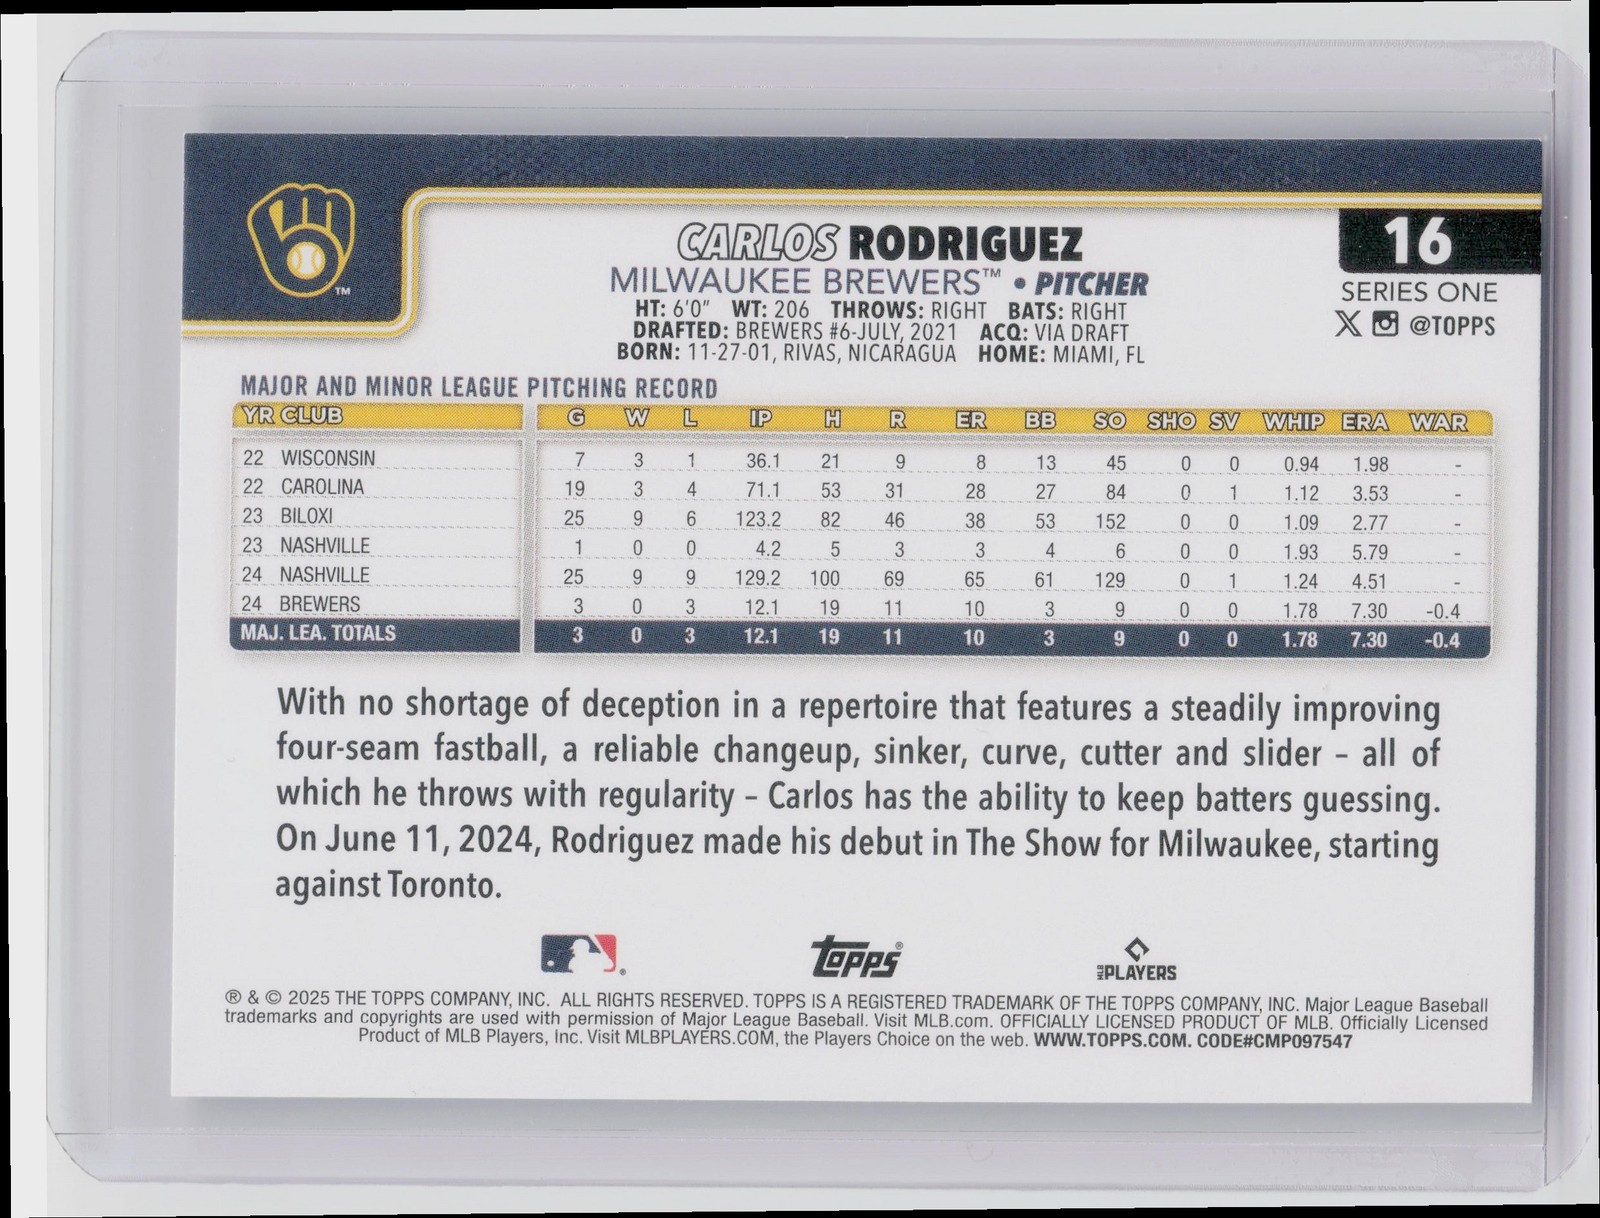 TM
CARLOS RODRIGUEZ
MILWAUKEE BREWERS™ • PITCHER
HT: 6'0" WT: 206 THROWS: RIGHT BATS: RIGHT
DRAFTED: BREWERS #6-JULY, 2021 ACQ: VIA DRAFT
BORN: 11-27-01, RIVAS, NICARAGUA HOME: MIAMI, FL
16
SERIES ONE
X @TOPPS
MAJOR AND MINOR LEAGUE PITCHING RECORD
YR CLUB G W L IP H R ER BB SO SHO SV WHIP ERA WAR
22 WISCONSIN 7 3 1 36.1 21 9 8 13 45 0 0 0.94 1.98 -
22 CAROLINA 19 3 4 71.1 53 31 28 27 84 0 1 1.12 3.53 -
23 BILOXI 25 9 6 123.2 82 46 38 53 152 0 0 1.09 2.77 -
23 NASHVILLE 1 0 0 4.2 5 3 3 4 6 0 0 1.93 5.79 -
24 NASHVILLE 25 9 9 129.2 100 69 65 61 129 0 1 1.24 4.51 -
24 BREWERS 3 0 3 12.1 19 11 10 3 9 0 0 1.78 7.30 -0.4
MAJ. LEA. TOTALS 3 0 3 12.1 19 11 10 3 9 0 0 1.78 7.30 -0.4
With no shortage of deception in a repertoire that features a steadily improving
four-seam fastball, a reliable changeup, sinker, curve, cutter and slider – all of
which he throws with regularity – Carlos has the ability to keep batters guessing.
On June 11, 2024, Rodriguez made his debut in The Show for Milwaukee, starting
against Toronto.
® Topps® MLB PLAYERS
® & © 2025 THE TOPPS COMPANY, INC. ALL RIGHTS RESERVED. TOPPS IS A REGISTERED TRADEMARK OF THE TOPPS COMPANY, INC. Major League Baseball
trademarks and copyrights are used with permission of Major League Baseball. Visit MLB.com. OFFICIALLY LICENSED PRODUCT OF MLB. Officially Licensed
Product of MLB Players, Inc. Visit MLBPLAYERS.COM, the Players Choice on the web. WWW.TOPPS.COM. CODE#CMP097547